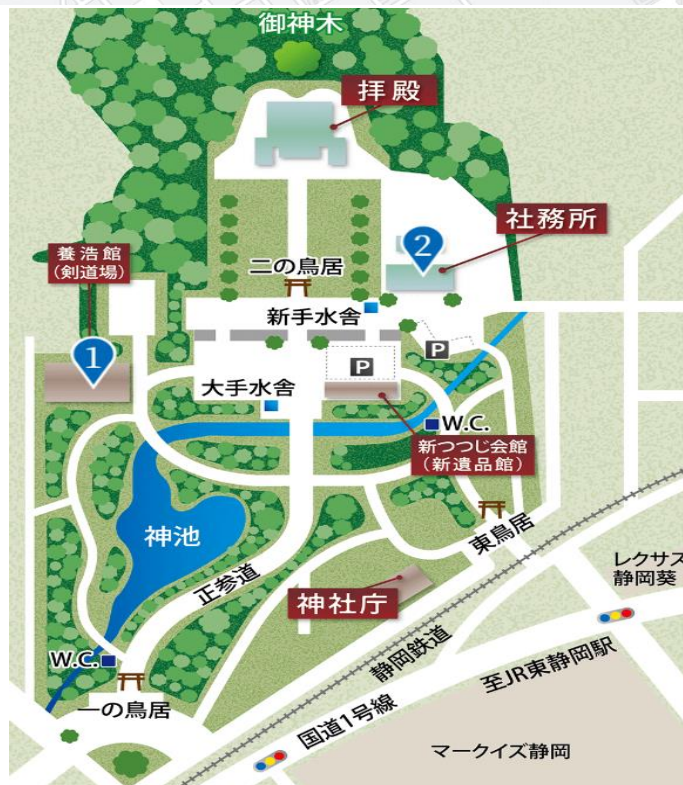 御神木
拝殿
社務所
2
養浩館
(剣道場)
二の鳥居
新手水舎
1
P
P
大手水舎
W.C.
新つつじ会館
(新遺品館)
神池
東鳥居
レクサス
静岡葵
正参道
神社庁
静岡鉄道
W.C.
至JR東静岡駅
一の鳥居
国道1号線
マークイズ静岡